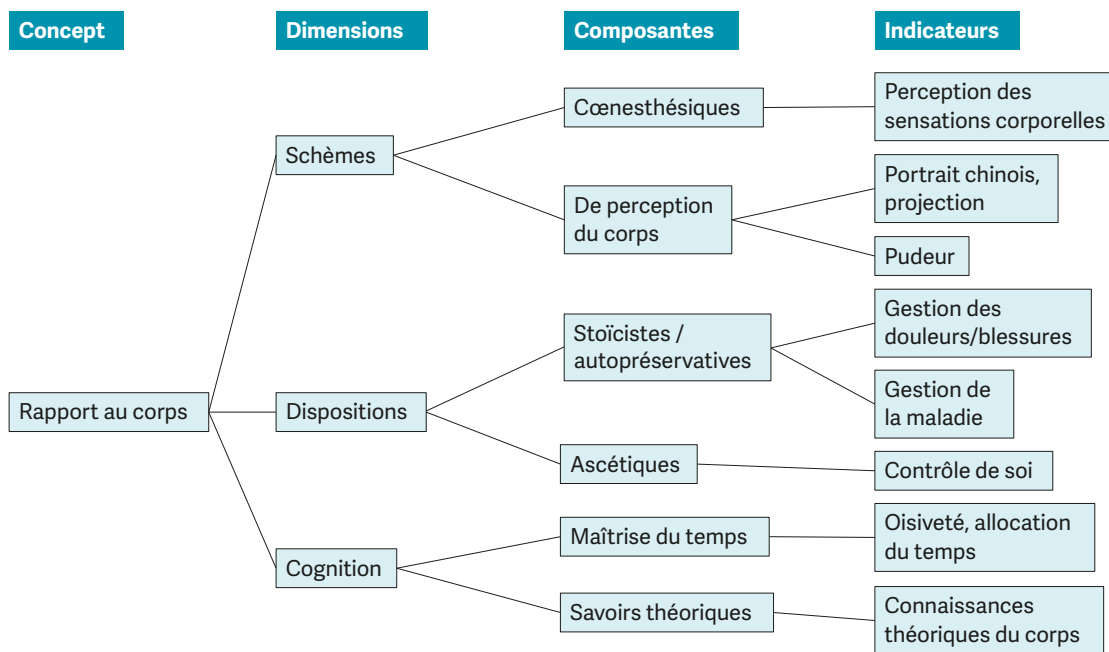 Concept
Dimensions
Composantes
Indicateurs
Rapport au corps
Schèmes
Dispositions
Cognition
Cœnesthésiques
De perception
du corps
Stoïcistes /
autopréservatives
Ascétiques
Maîtrise du temps
Savoirs théoriques
Perception des
sensations corporelles
Portrait chinois,
projection
Pudeur
Gestion des
douleurs/blessures
Gestion de
la maladie
Contrôle de soi
Oisiveté, allocation
du temps
Connaissances
théoriques du corps